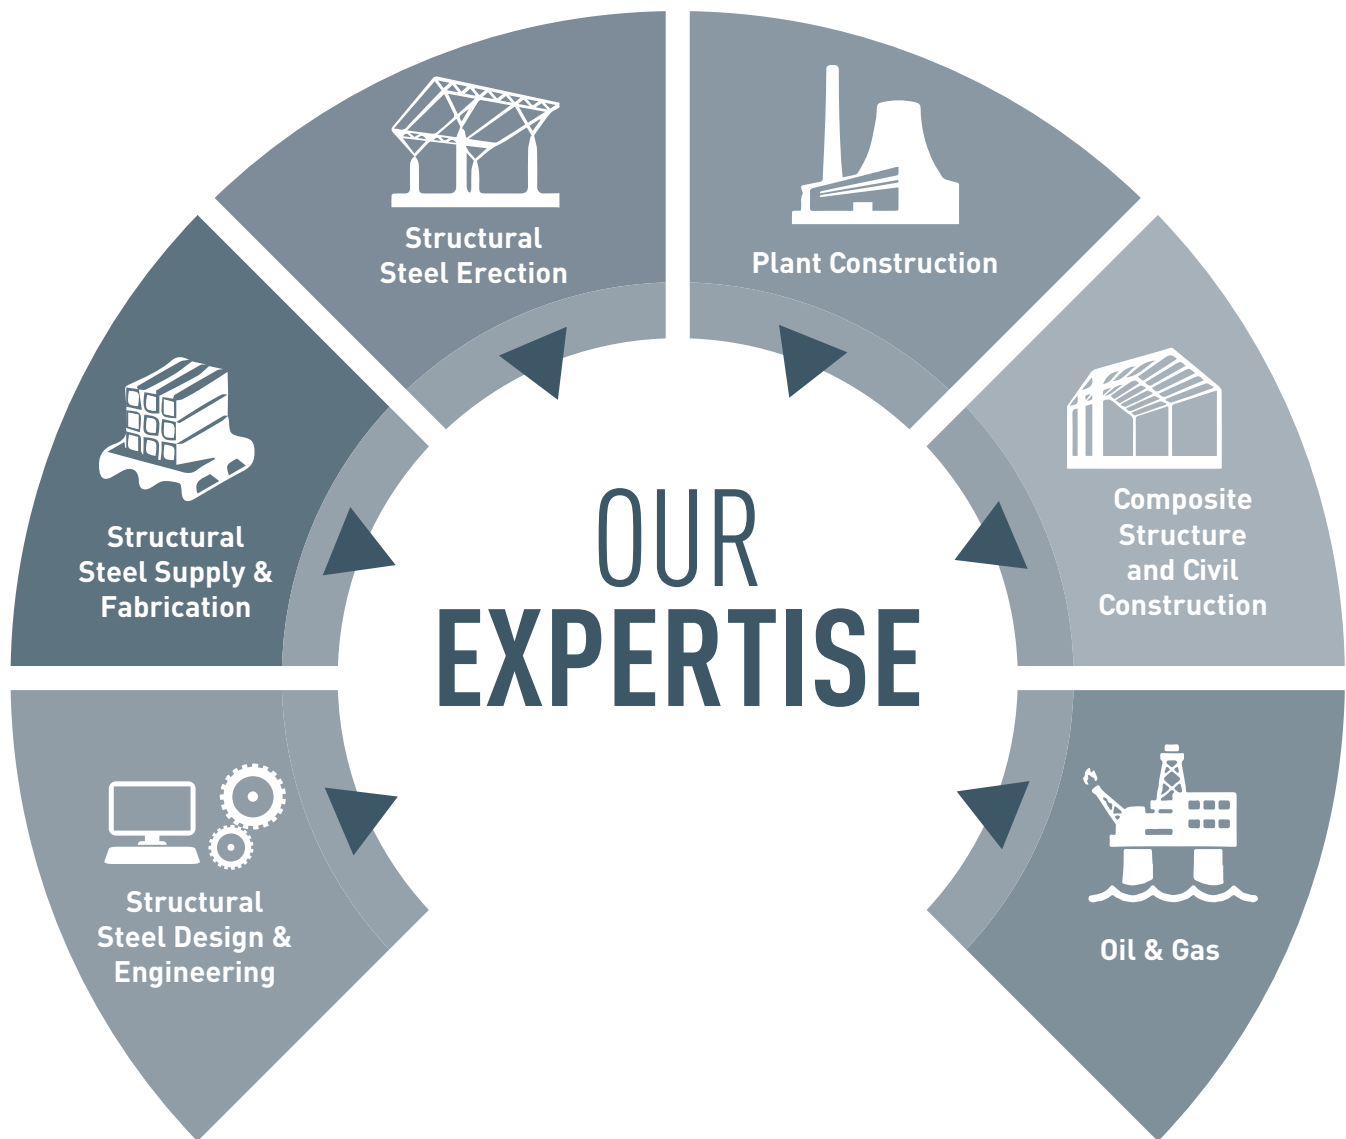 OUR
EXPERTISE
Structural
Steel Design &
Engineering
Structural
Steel Supply &
Fabrication
Structural
Steel Erection
Plant Construction
Composite
Structure
and Civil
Construction
Oil & Gas